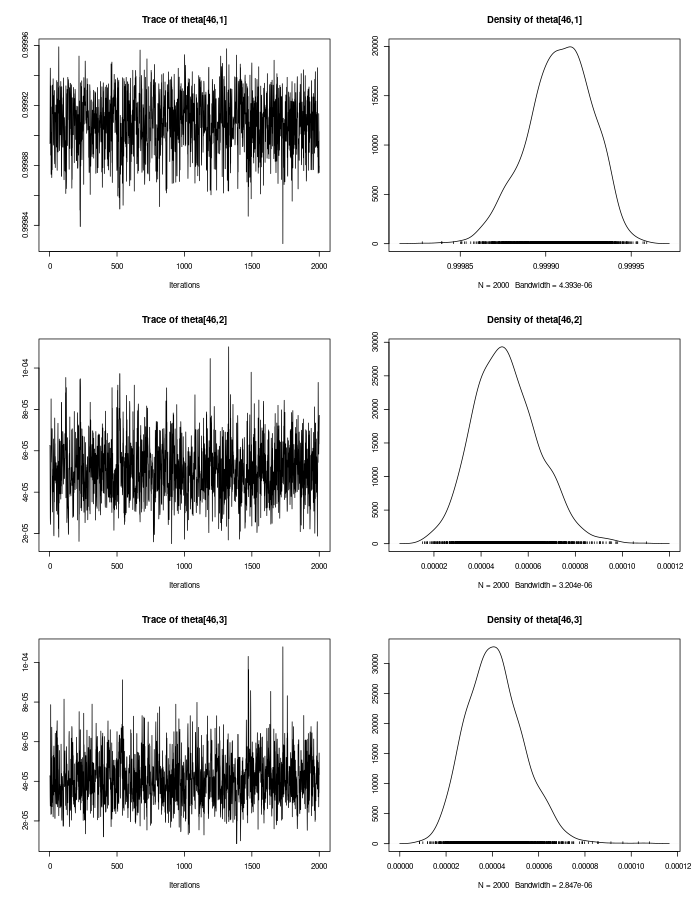 Trace of theta[46,1]
0.99984 0.99988 0.99992 0.99996
0 500 1000 1500 2000
Iterations
Density of theta[46,1]
0 5000 10000 15000 20000
0.99985 0.99990 0.99995
N = 2000 Bandwidth = 4.393e-06
Trace of theta[46,2]
2e-05 4e-05 6e-05 8e-05 1e-04
0 500 1000 1500 2000
Iterations
Density of theta[46,2]
0 5000 10000 15000 20000 25000 30000
0.00002 0.00004 0.00006 0.00008 0.00010 0.00012
N = 2000 Bandwidth = 3.204e-06
Trace of theta[46,3]
2e-05 4e-05 6e-05 8e-05 1e-04
0 500 1000 1500 2000
Iterations
Density of theta[46,3]
0 5000 10000 15000 20000 25000 30000
0.00000 0.00002 0.00004 0.00006 0.00008 0.00010 0.00012
N = 2000 Bandwidth = 2.847e-06